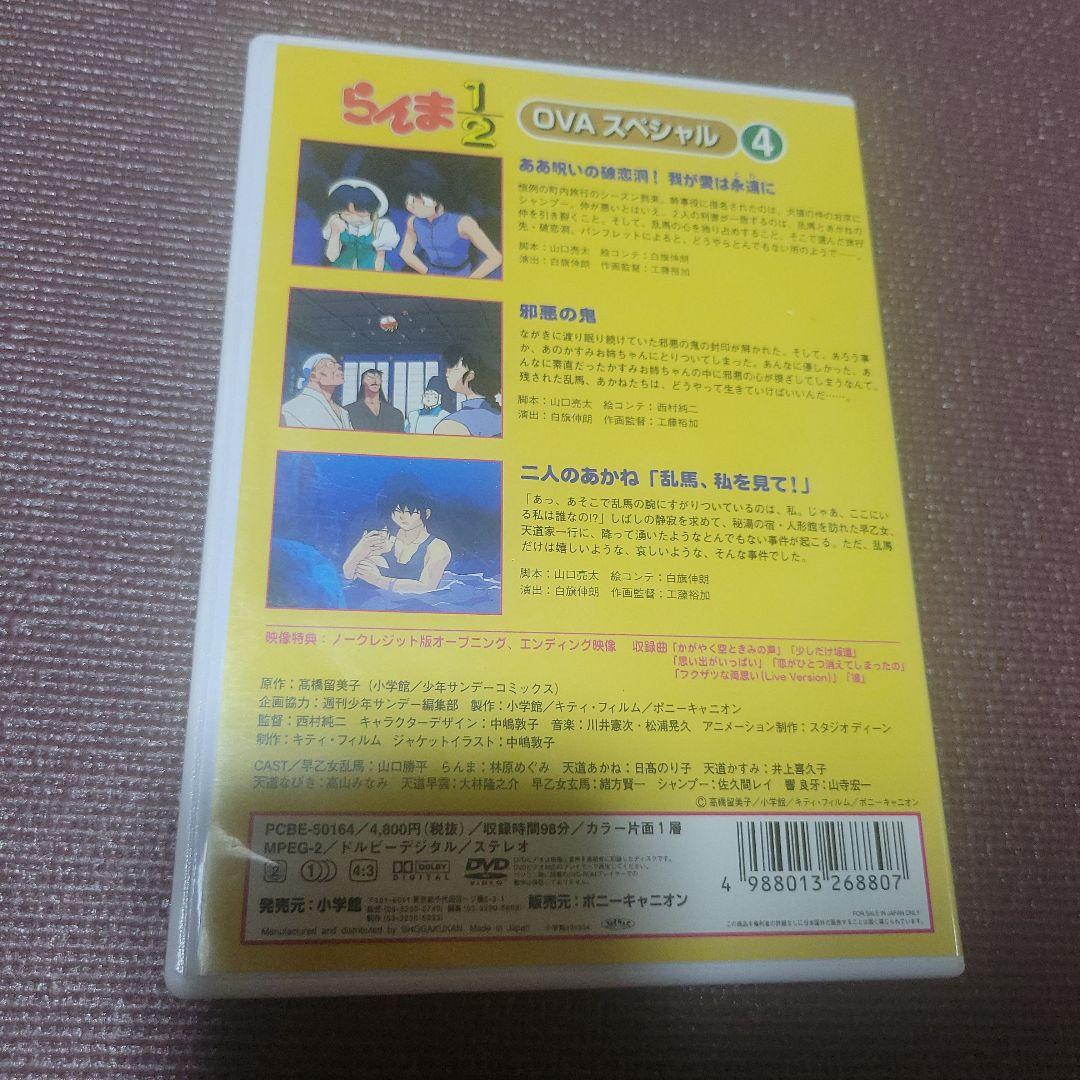 らんま1/2
OVA スペシャル 4
ああ呪いの破恋洞! 我が愛は永遠に
とわ
恒例の町内旅行のシーズン到来。幹事役に指名されたのは、犬猿の仲の右京に
シャンプー。仲が悪いとはいえ、2人の利害が一致するのは、乱馬とあかねの
仲を引き裂くこと。そして、乱馬の心を独り占めすること。そこで選んだ旅行
先・破恋洞。パンフレットによると、どうやらとんでもない所のようで……。
脚本:山口亮太 絵コンテ:白旗伸朗
演出:白旗伸朗 作画監督:工藤裕加
邪悪の鬼
ながきに渡り眠り続けていた邪悪の鬼の封印が解かれた。そして、あろう事
か、あのかすみお姉ちゃんにとりついてしまった。あんなに優しかった、あ
んなに素直だったかすみお姉ちゃんの中に邪悪の心が根ざしてしまうなんて。
残された乱馬、あかねたちは、どうやって生きていけばいいんだ……。
脚本:山口亮太 絵コンテ:西村純二
演出:白旗伸朗 作画監督:工藤裕加
二人のあかね「乱馬、私を見て!」
「あっ、あそこで乱馬の腕にすがりついているのは、私。じゃあ、ここにい
る私は誰なの!?」しばしの静寂を求めて、秘湯の宿・人形館を訪れた早乙女、
天道家一行に、降って湧いたようなとんでもない事件が起こる。ただ、乱馬
だけは嬉しいような、哀しいような、そんな事件でした。
脚本:山口亮太 絵コンテ:白旗伸朗
演出:白旗伸朗 作画監督:工藤裕加
映像特典:ノークレジット版オープニング、エンディング映像 収録曲「かがやく空ときみの声」「少しだけ坂道」
「思い出がいっぱい」「恋がひとつ消えてしまったの」
「フクザツな両思い(Live Version)」「虹」
原作:高橋留美子(小学館/少年サンデーコミックス)
企画協力:週刊少年サンデー編集部 製作:小学館/キティ・フィルム/ポニーキャニオン
監督:西村純二 キャラクターデザイン:中嶋敦子 音楽:川井憲次・松浦晃久 アニメーション制作:スタジオディーン
制作:キティ・フィルム ジャケットイラスト:中嶋敦子
CAST/早乙女乱馬:山口勝平 らんま:林原めぐみ 天道あかね:日髙のり子 天道かすみ:井上喜久子
天道なびき:高山みなみ 天道早雲:大林隆之介 早乙女玄馬:緒方賢一 シャンプー:佐久間レイ 響 良牙:山寺宏一
©高橋留美子/小学館/キティ・フィルム/ポニーキャニオン
PCBE-50164/4,800円(税抜)/収録時間98分/カラー片面1層
MPEG-2/ドルビーデジタル/ステレオ
2 1))) 4:3 DOLBY DIGITAL DVD VIDEO
4 988013 268807
発売元:小学館
販売元:ポニーキャニオン
FOR SALE IN JAPAN ONLY
Manufactured and distributed by SHOGAKUKAN. Made in Japan